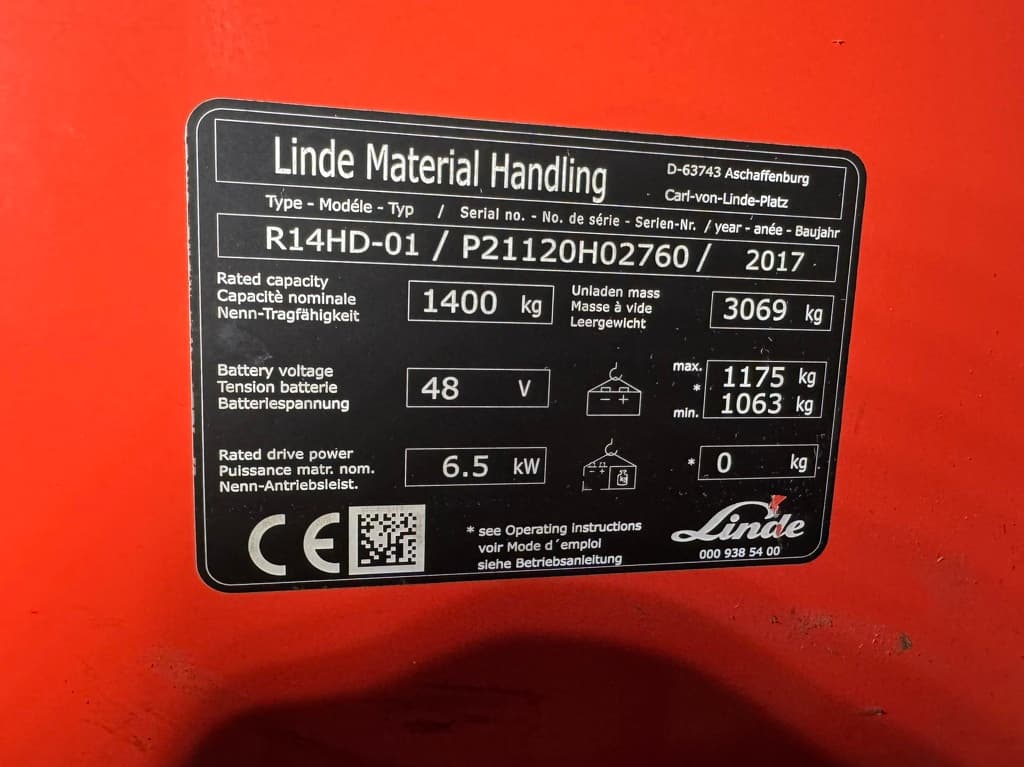 Linde Material Handling
D-63743 Aschaffenburg
Carl-von-Linde-Platz
Type - Modéle - Typ / Serial no. - No. de série - Serien-Nr. / year - anée - Baujahr
R14HD-01 / P21120H02760 / 2017
Rated capacity
Capacitè nominale
Nenn-Tragfähigkeit
1400 kg
Unladen mass
Masse à vide
Leergewicht
3069 kg
Battery voltage
Tension batterie
Batteriespannung
48 V
- +
max. 1175 kg
*
min. 1063 kg
Rated drive power
Puissance matr. nom.
Nenn-Antriebsleist.
6.5 kW
* 0 kg
CE
* see Operating instructions
voir Mode d´emploi
siehe Betriebsanleitung
Linde
000 938 54 00